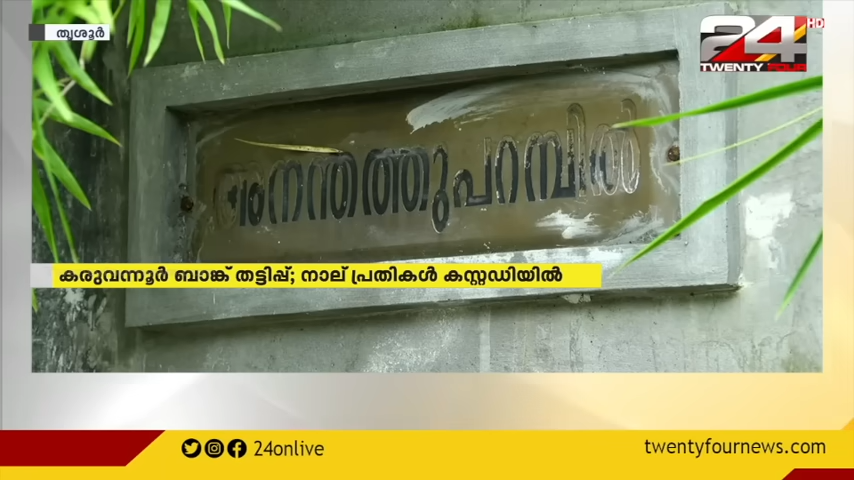 തൃശൂർ
24 HD
TWENTY FOUR
അനന്തത്തുപറമ്പിൽ
കരുവന്നൂർ ബാങ്ക് തട്ടിപ്പ്; നാല് പ്രതികൾ കസ്റ്റഡിയിൽ
24onlive
twentyfournews.com